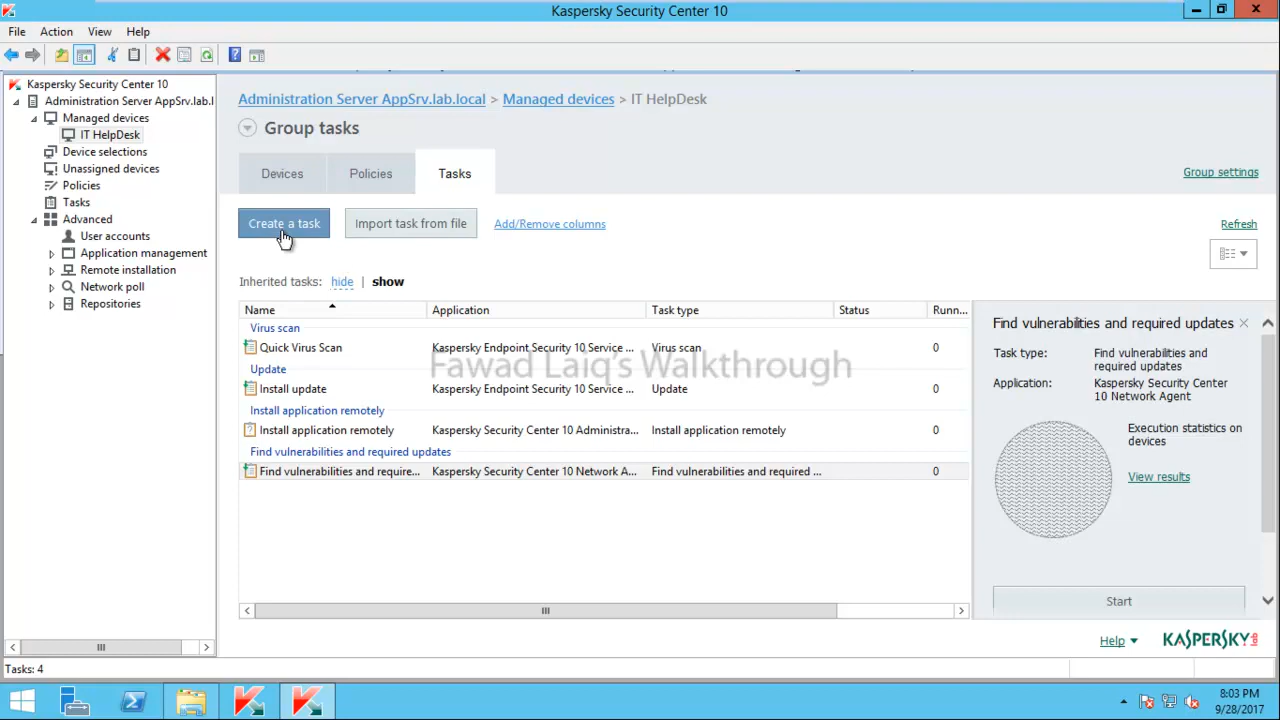 Kaspersky Security Center 10
File Action View Help
Kaspersky Security Center 10
Administration Server AppSrv.lab.l
Managed devices
IT HelpDesk
Device selections
Unassigned devices
Policies
Tasks
Advanced
User accounts
Application management
Remote installation
Network poll
Repositories
Administration Server AppSrv.lab.local > Managed devices > IT HelpDesk
Group tasks
Devices Policies Tasks
Group settings
Create a task Import task from file Add/Remove columns
Refresh
Inherited tasks: hide | show
Name Application Task type Status Runn...
Virus scan
Quick Virus Scan Kaspersky Endpoint Security 10 Service ... Virus scan 0
Update
Install update Kaspersky Endpoint Security 10 Service ... Update 0
Install application remotely
Install application remotely Kaspersky Security Center 10 Administra... Install application remotely 0
Find vulnerabilities and required updates
Find vulnerabilities and require... Kaspersky Security Center 10 Network A... Find vulnerabilities and required ... 0
Fawad Laiq's Walkthrough
Find vulnerabilities and required updates
Task type: Find vulnerabilities and
required updates
Application: Kaspersky Security Center
10 Network Agent
Execution statistics on
devices
View results
Start
Help
KASPERSKY lab
Tasks: 4
8:03 PM
9/28/2017